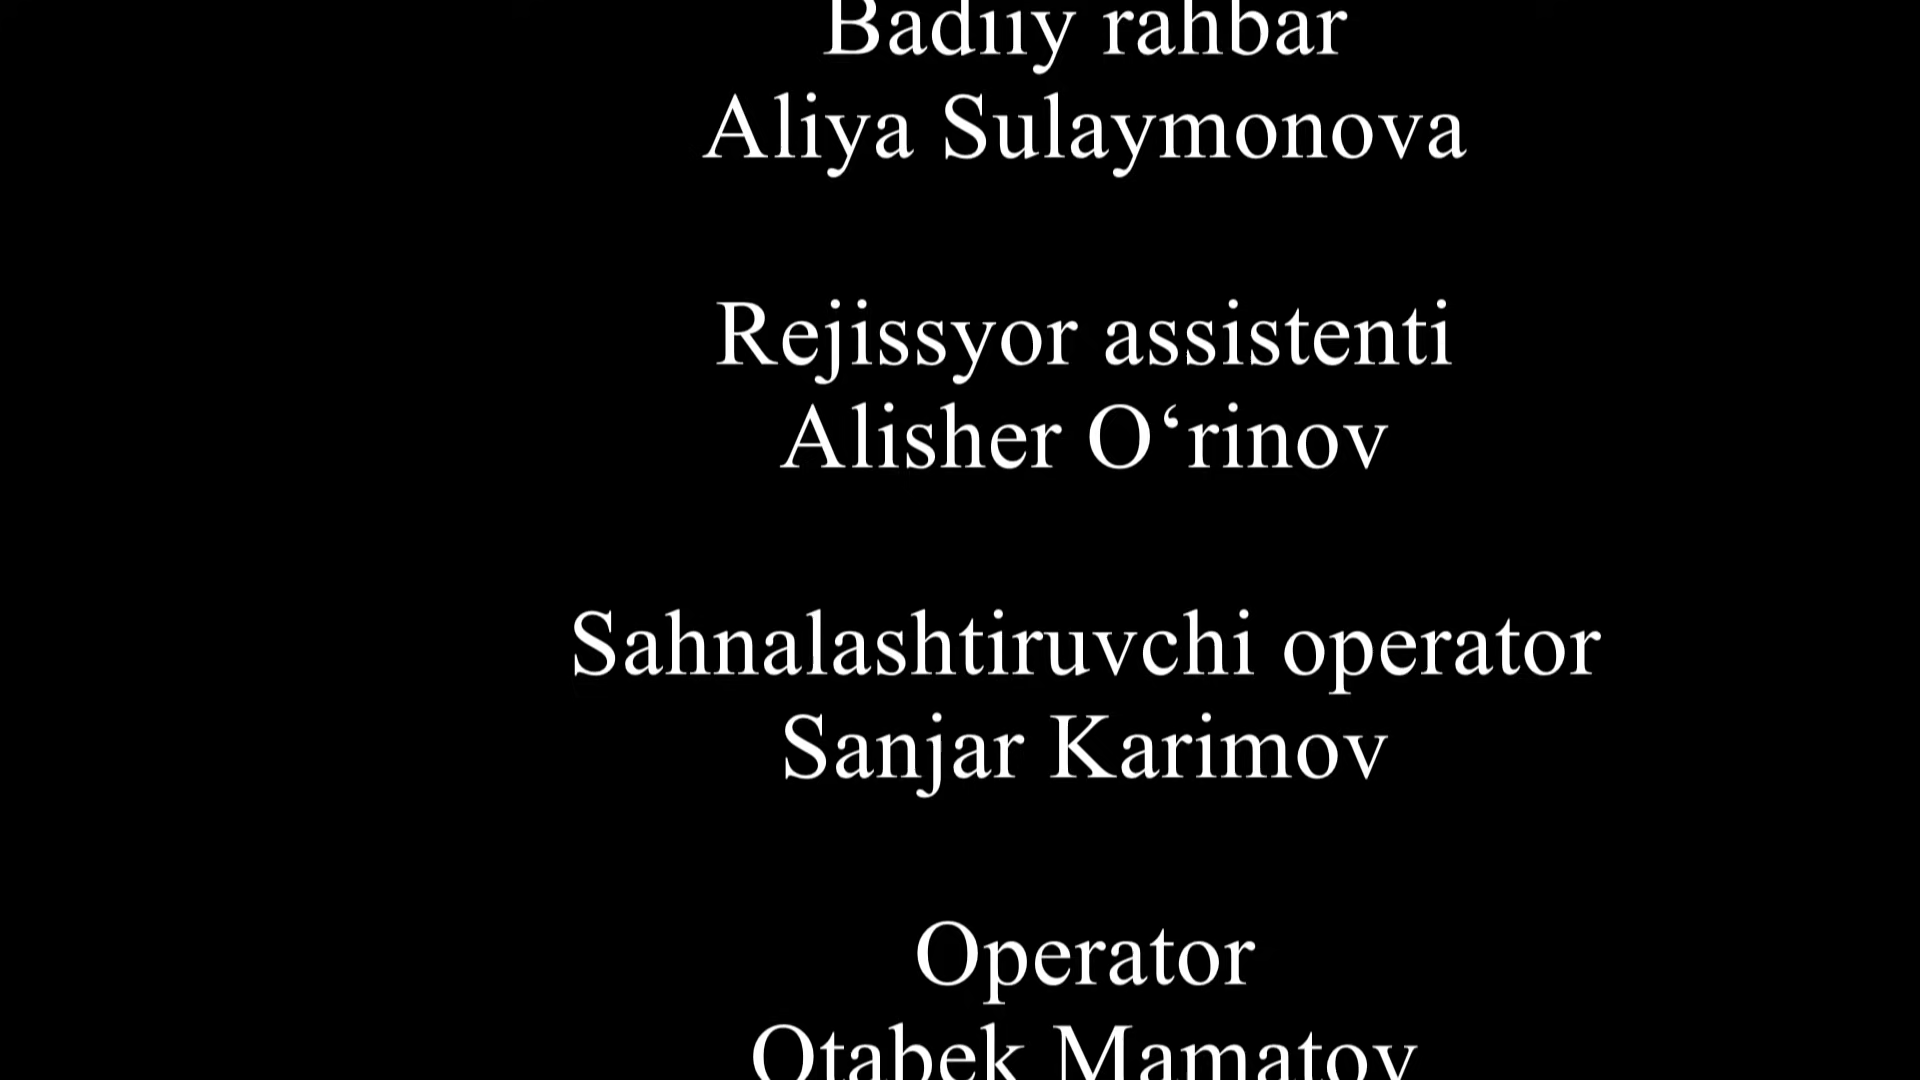 Badiiy rahbar
Aliya Sulaymonova
Rejissyor assistenti
Alisher O‘rinov
Sahnalashtiruvchi operator
Sanjar Karimov
Operator
Otabek Mamatov